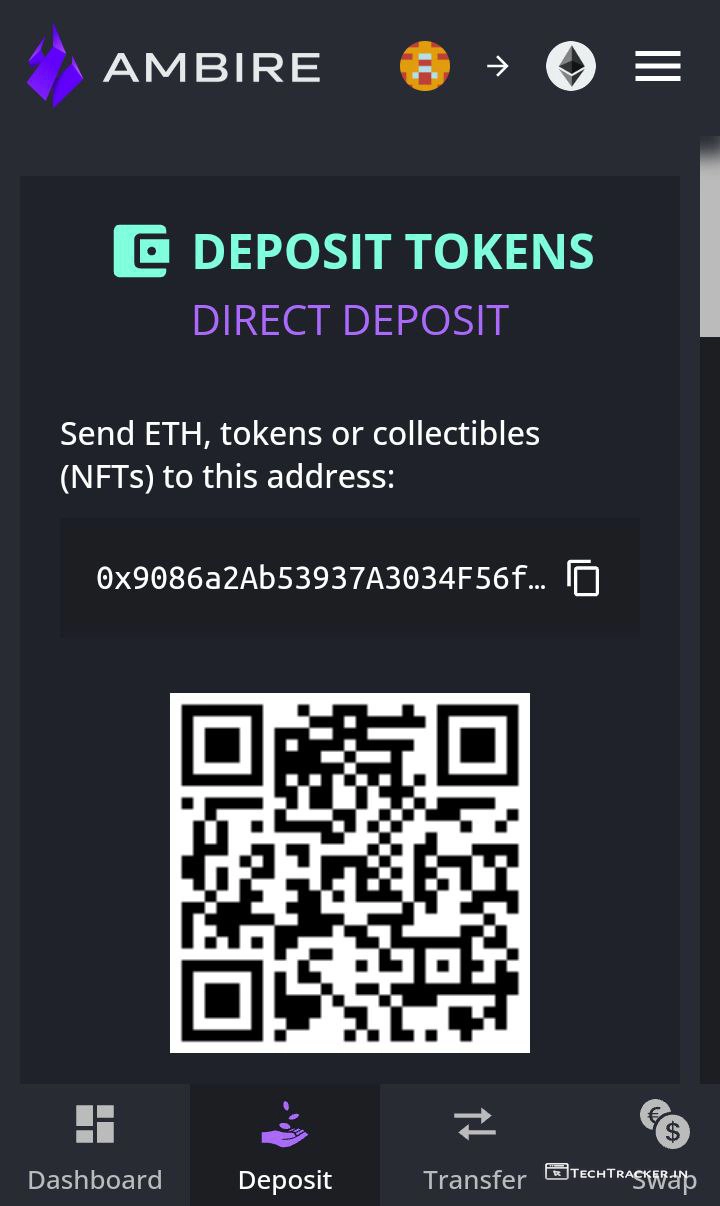 AMBIRE
DEPOSIT TOKENS
DIRECT DEPOSIT
Send ETH, tokens or collectibles
(NFTs) to this address:
0x9086a2Ab53937A3034F56f…
Dashboard
Deposit
Transfer
Swap
TECHTRACKER.IN